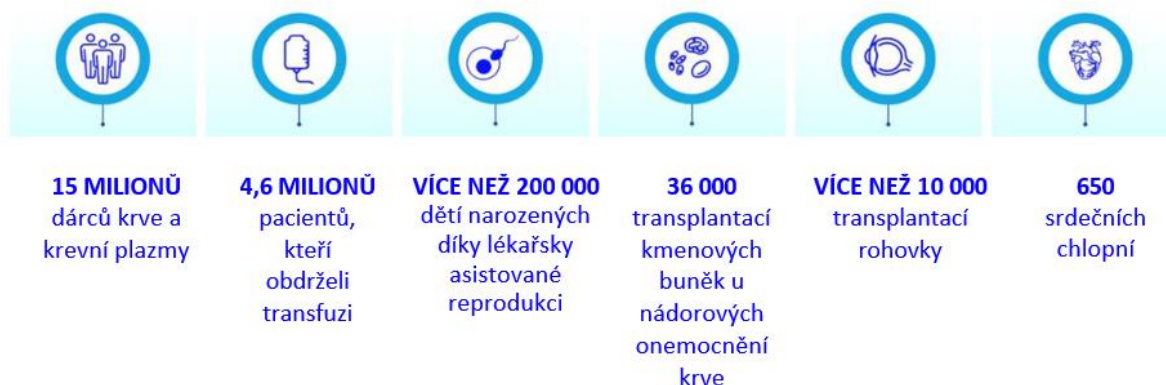 15 MILIONŮ
dárců krve a
krevní plazmy
4,6 MILIONŮ
pacientů,
kteří
obdrželi
transfuzi
VÍCE NEŽ 200 000
dětí narozených
díky lékařsky
asistované
reprodukci
36 000
transplantací
kmenových
buněk u
nádorových
onemocnění
krve
VÍCE NEŽ 10 000
transplantací
rohovky
650
srdečních
chlopní